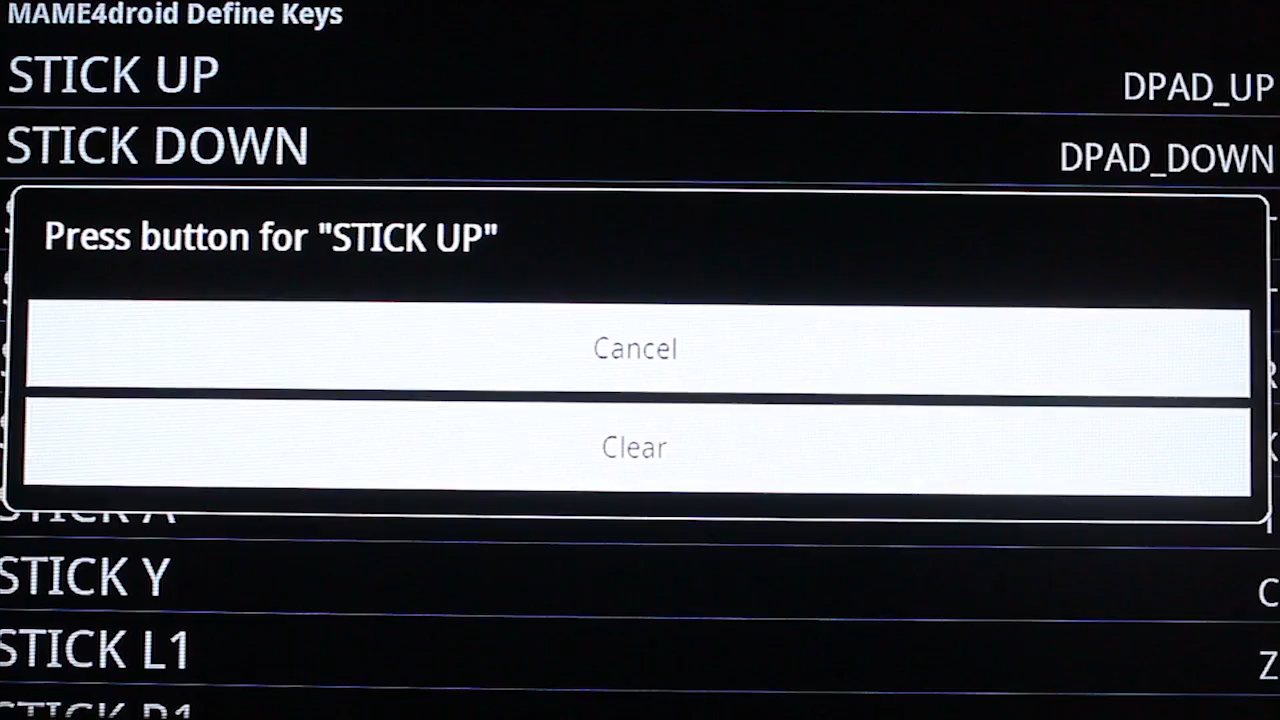 MAME4droid Define Keys
STICK UP
DPAD_UP
STICK DOWN
DPAD_DOWN
Press button for "STICK UP"
Cancel
Clear
STICK Y
C
STICK L1
Z